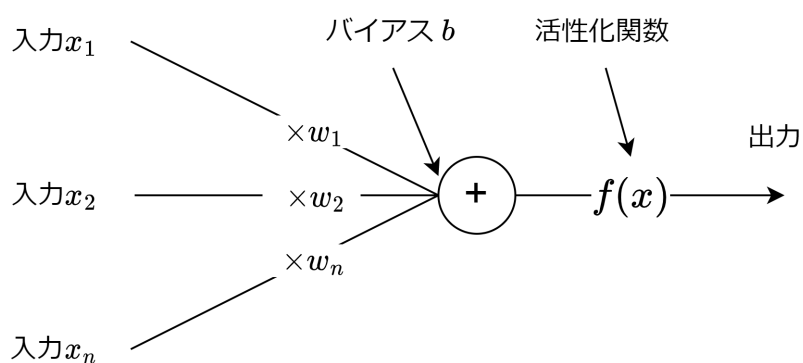 入力x₁
バイアス b
活性化関数
×w₁
出力
入力x₂
×w₂
+
f(x)
×wₙ
入力xₙ